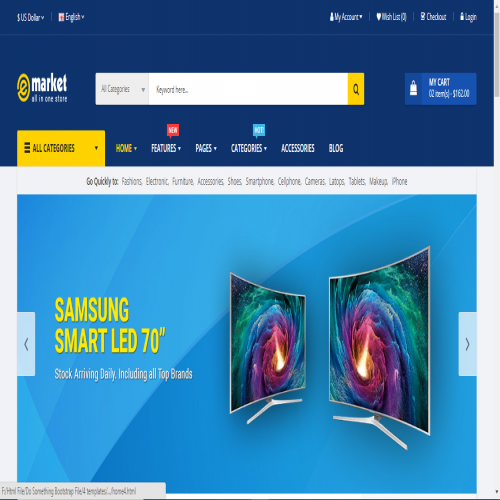 $ US Dollar English My Account Wish List (0) Checkout Login
e market
all in one store
All Categories Keyword here...
MY CART
02 item(s) - $162.00
NEW HOT!
ALL CATEGORIES HOME FEATURES PAGES CATEGORIES ACCESSORIES BLOG
Go Quickly to: Fashions, Electronic, Furniture, Accessories, Shoes, Smartphone, Cellphone, Cameras, Latops, Tablets, Makeup, iPhone
SAMSUNG
SMART LED 70”
Stock Arriving Daily. Including all Top Brands
F:/Html File/Do Something Bootstrap File/4 templates/.../home4.html